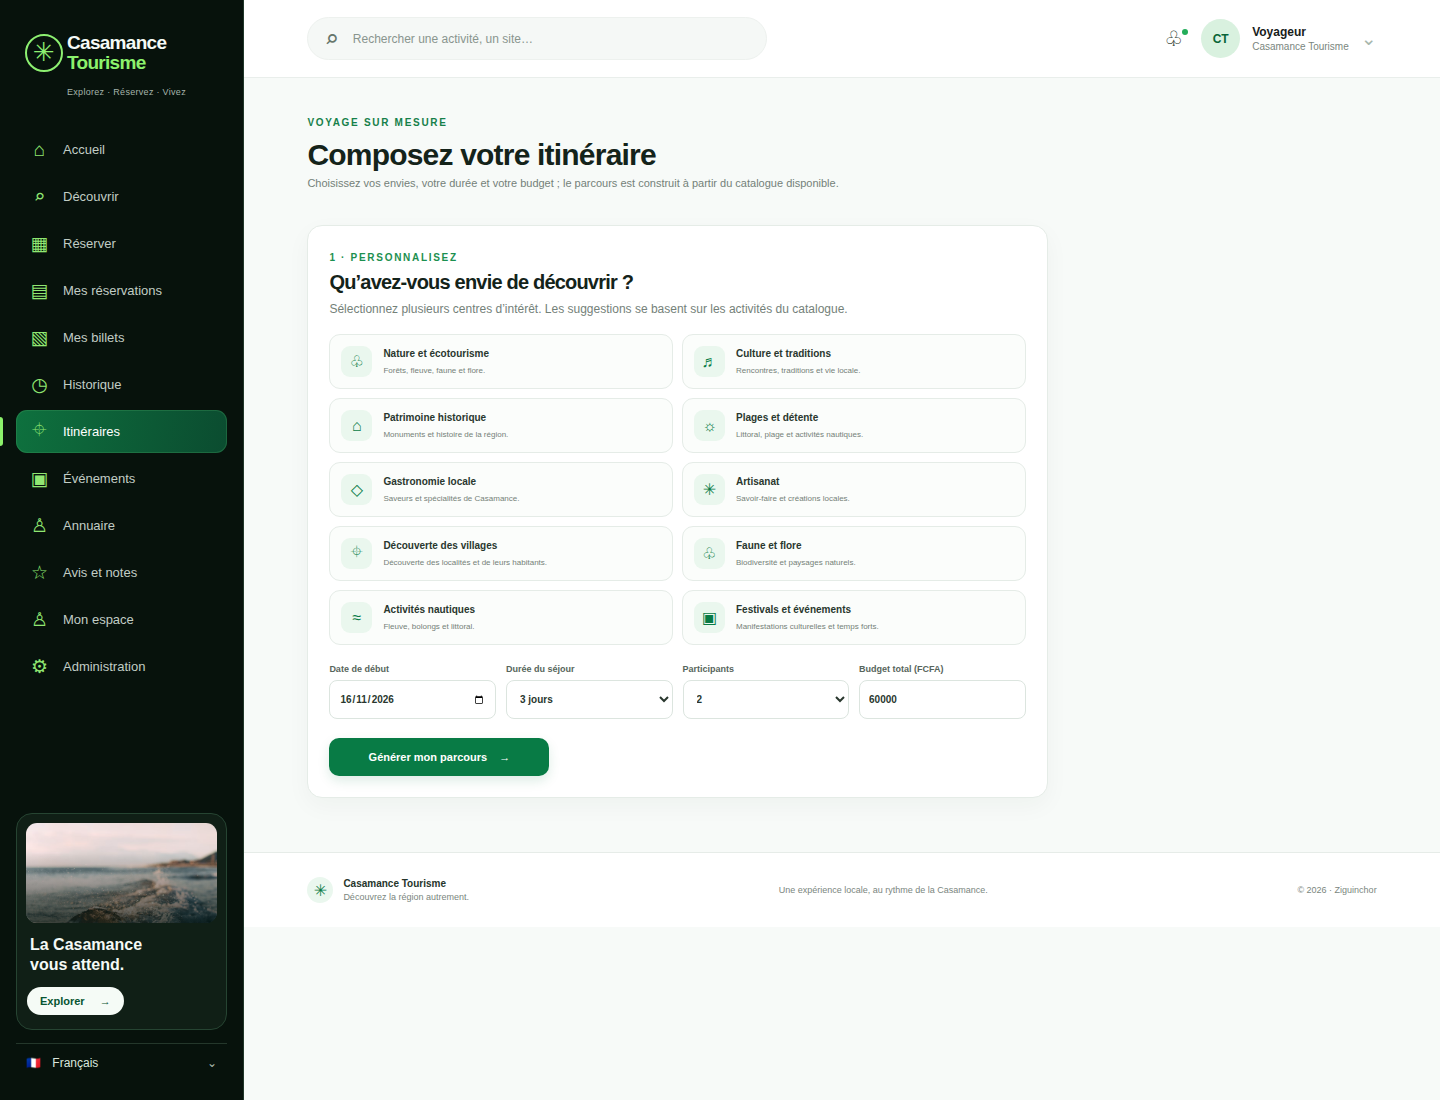 Casamance
Tourisme
Explorez · Réservez · Vivez
Accueil
Découvrir
Réserver
Mes réservations
Mes billets
Historique
Itinéraires
Événements
Annuaire
Avis et notes
Mon espace
Administration
La Casamance
vous attend.
Explorer →
Français
Rechercher une activité, un site…
CT
Voyageur
Casamance Tourisme
VOYAGE SUR MESURE
Composez votre itinéraire
Choisissez vos envies, votre durée et votre budget ; le parcours est construit à partir du catalogue disponible.
1 · PERSONNALISEZ
Qu’avez-vous envie de découvrir ?
Sélectionnez plusieurs centres d’intérêt. Les suggestions se basent sur les activités du catalogue.
Nature et écotourisme
Forêts, fleuve, faune et flore.
Culture et traditions
Rencontres, traditions et vie locale.
Patrimoine historique
Monuments et histoire de la région.
Plages et détente
Littoral, plage et activités nautiques.
Gastronomie locale
Saveurs et spécialités de Casamance.
Artisanat
Savoir-faire et créations locales.
Découverte des villages
Découverte des localités et de leurs habitants.
Faune et flore
Biodiversité et paysages naturels.
Activités nautiques
Fleuve, bolongs et littoral.
Festivals et événements
Manifestations culturelles et temps forts.
Date de début
16/11/2026
Durée du séjour
3 jours
Participants
2
Budget total (FCFA)
60000
Générer mon parcours →
Casamance Tourisme
Découvrez la région autrement.
Une expérience locale, au rythme de la Casamance.
© 2026 · Ziguinchor